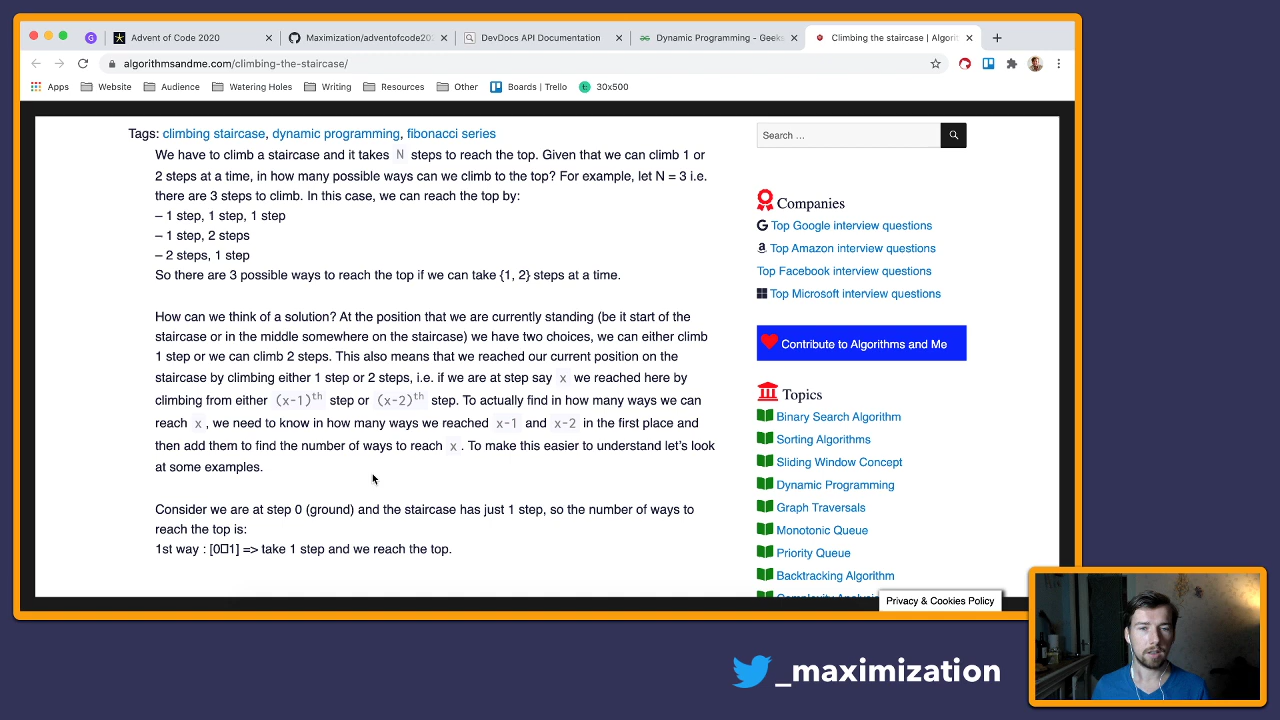 Advent of Code 2020
Maximization/adventofcode202
DevDocs API Documentation
Dynamic Programming - Geeks
Climbing the staircase | Algorit
algorithmsandme.com/climbing-the-staircase/
Apps Website Audience Watering Holes Writing Resources Other Boards | Trello 30x500
Tags: climbing staircase, dynamic programming, fibonacci series
We have to climb a staircase and it takes N steps to reach the top. Given that we can climb 1 or
2 steps at a time, in how many possible ways can we climb to the top? For example, let N = 3 i.e.
there are 3 steps to climb. In this case, we can reach the top by:
– 1 step, 1 step, 1 step
– 1 step, 2 steps
– 2 steps, 1 step
So there are 3 possible ways to reach the top if we can take {1, 2} steps at a time.
How can we think of a solution? At the position that we are currently standing (be it start of the
staircase or in the middle somewhere on the staircase) we have two choices, we can either climb
1 step or we can climb 2 steps. This also means that we reached our current position on the
staircase by climbing either 1 step or 2 steps, i.e. if we are at step say x we reached here by
climbing from either (x-1)th step or (x-2)th step. To actually find in how many ways we can
reach x, we need to know in how many ways we reached x-1 and x-2 in the first place and
then add them to find the number of ways to reach x. To make this easier to understand let's look
at some examples.
Consider we are at step 0 (ground) and the staircase has just 1 step, so the number of ways to
reach the top is:
1st way : [0□1] => take 1 step and we reach the top.
Search ...
Companies
Top Google interview questions
Top Amazon interview questions
Top Facebook interview questions
Top Microsoft interview questions
Contribute to Algorithms and Me
Topics
Binary Search Algorithm
Sorting Algorithms
Sliding Window Concept
Dynamic Programming
Graph Traversals
Monotonic Queue
Priority Queue
Backtracking Algorithm
Privacy & Cookies Policy
_maximization